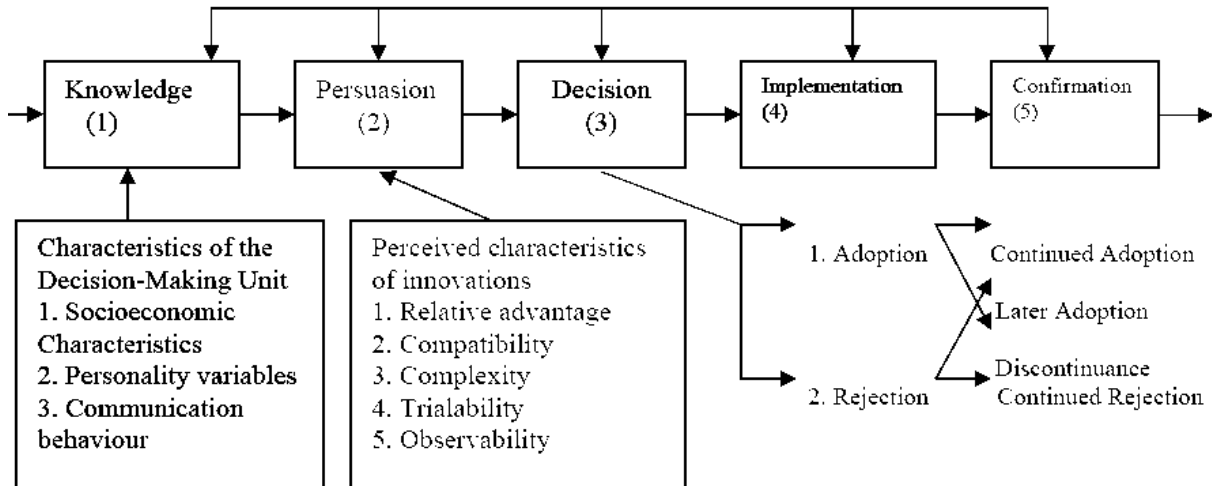 Knowledge
(1)
Persuasion
(2)
Decision
(3)
Implementation
(4)
Confirmation
(5)
Characteristics of the
Decision-Making Unit
1. Socioeconomic
Characteristics
2. Personality variables
3. Communication
behaviour
Perceived characteristics
of innovations
1. Relative advantage
2. Compatibility
3. Complexity
4. Trialability
5. Observability
1. Adoption
2. Rejection
Continued Adoption
Later Adoption
Discontinuance
Continued Rejection